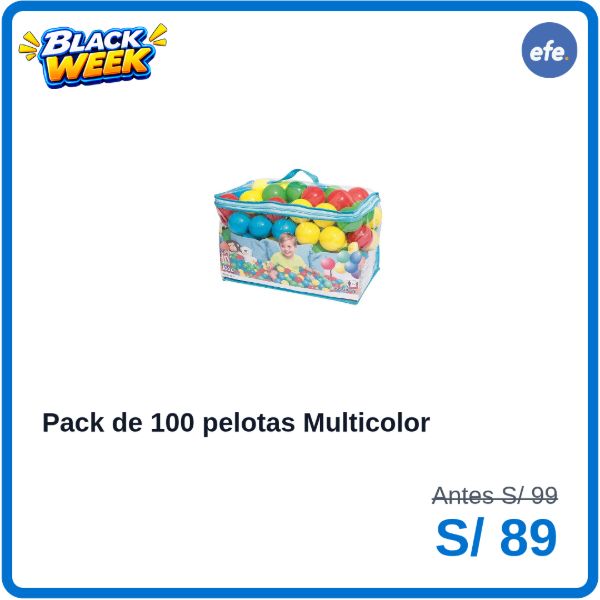 BLACK
WEEK
efe.
Pack de 100 pelotas Multicolor
Antes S/ 99
S/ 89